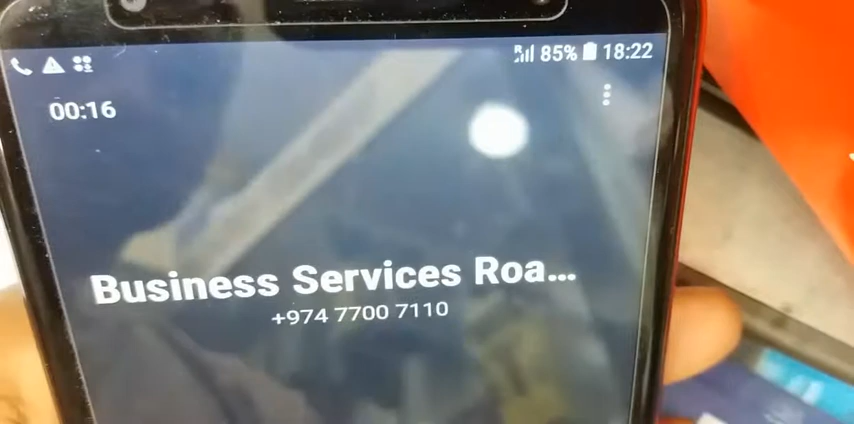 85% 18:22
00:16
Business Services Roa...
+974 7700 7110